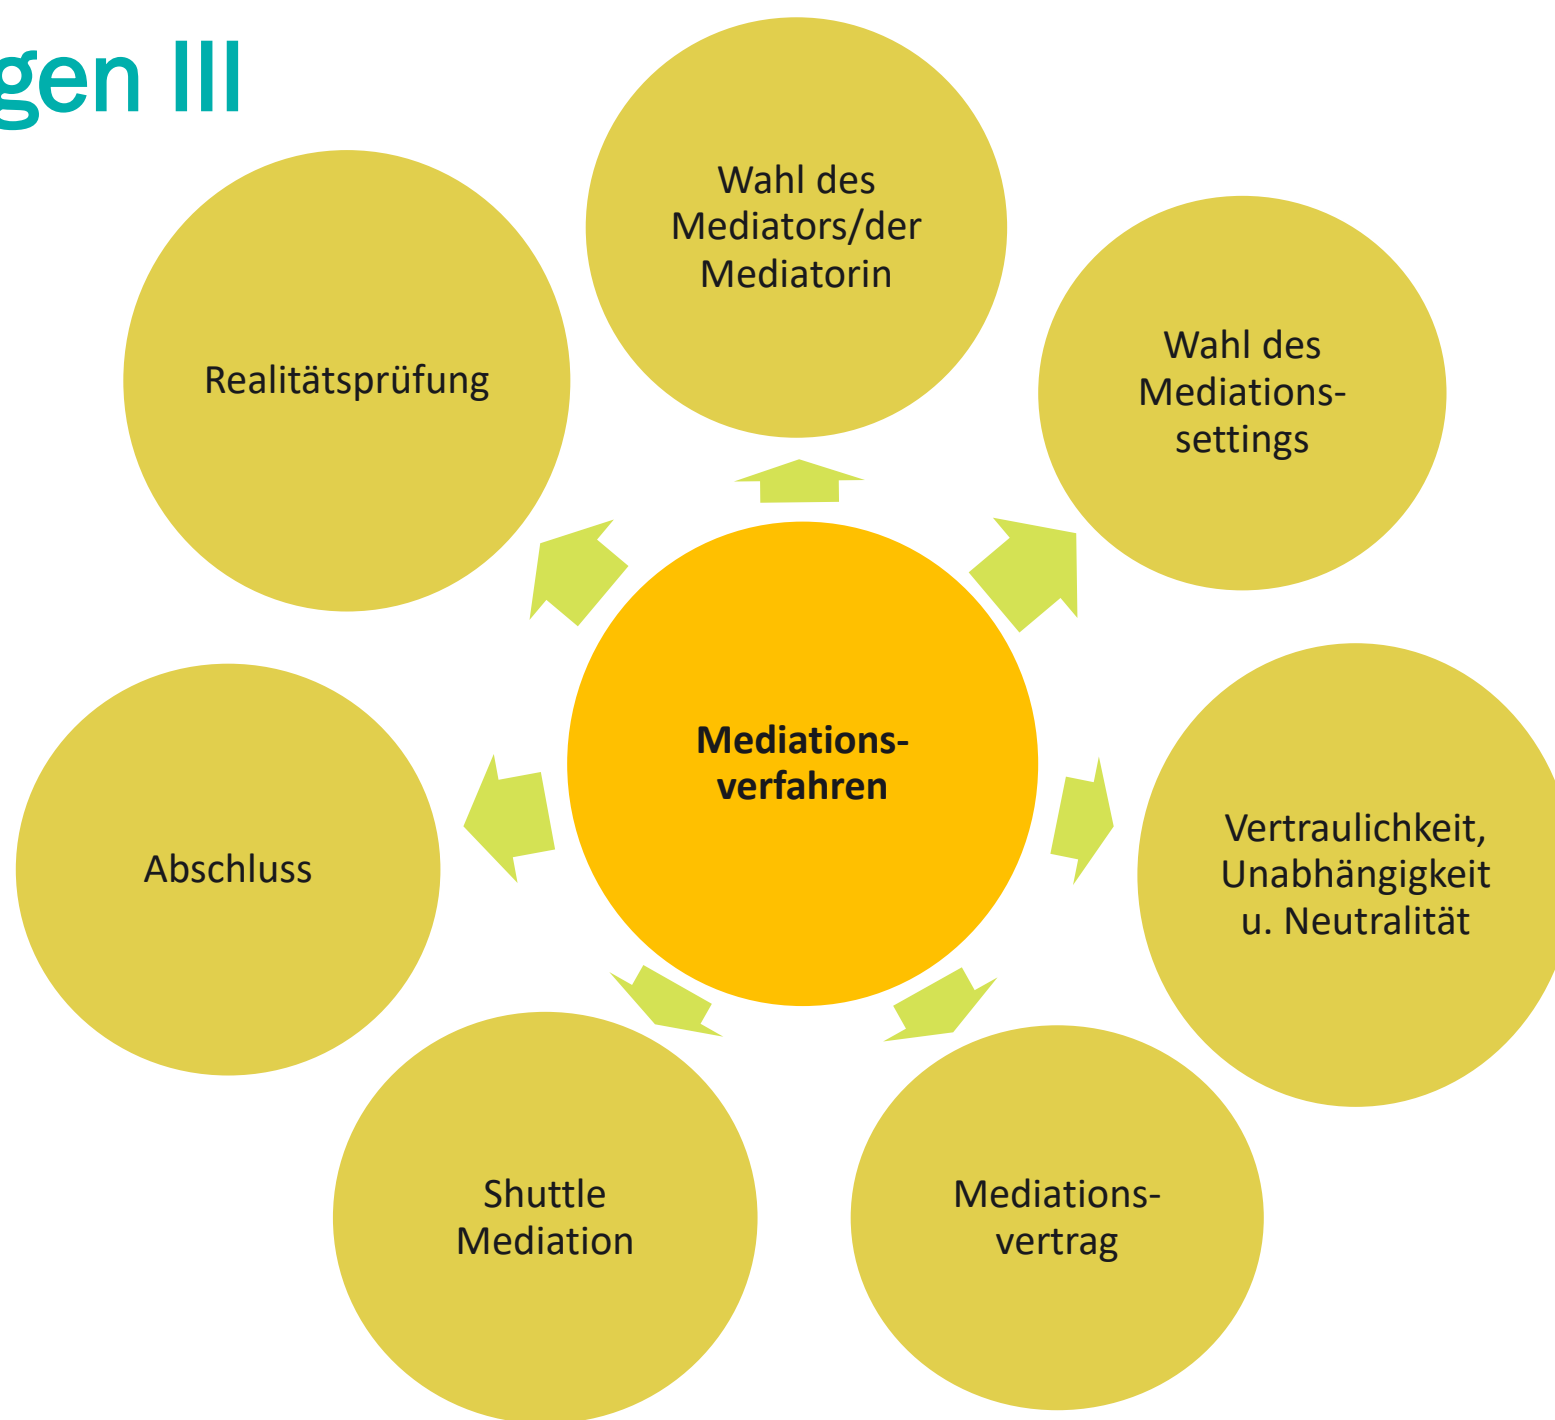 gen III
Wahl des
Mediators/der
Mediatorin
Wahl des
Mediations-
settings
Vertraulichkeit,
Unabhängigkeit
u. Neutralität
Mediations-
vertrag
Shuttle
Mediation
Abschluss
Realitätsprüfung
Mediations-
verfahren